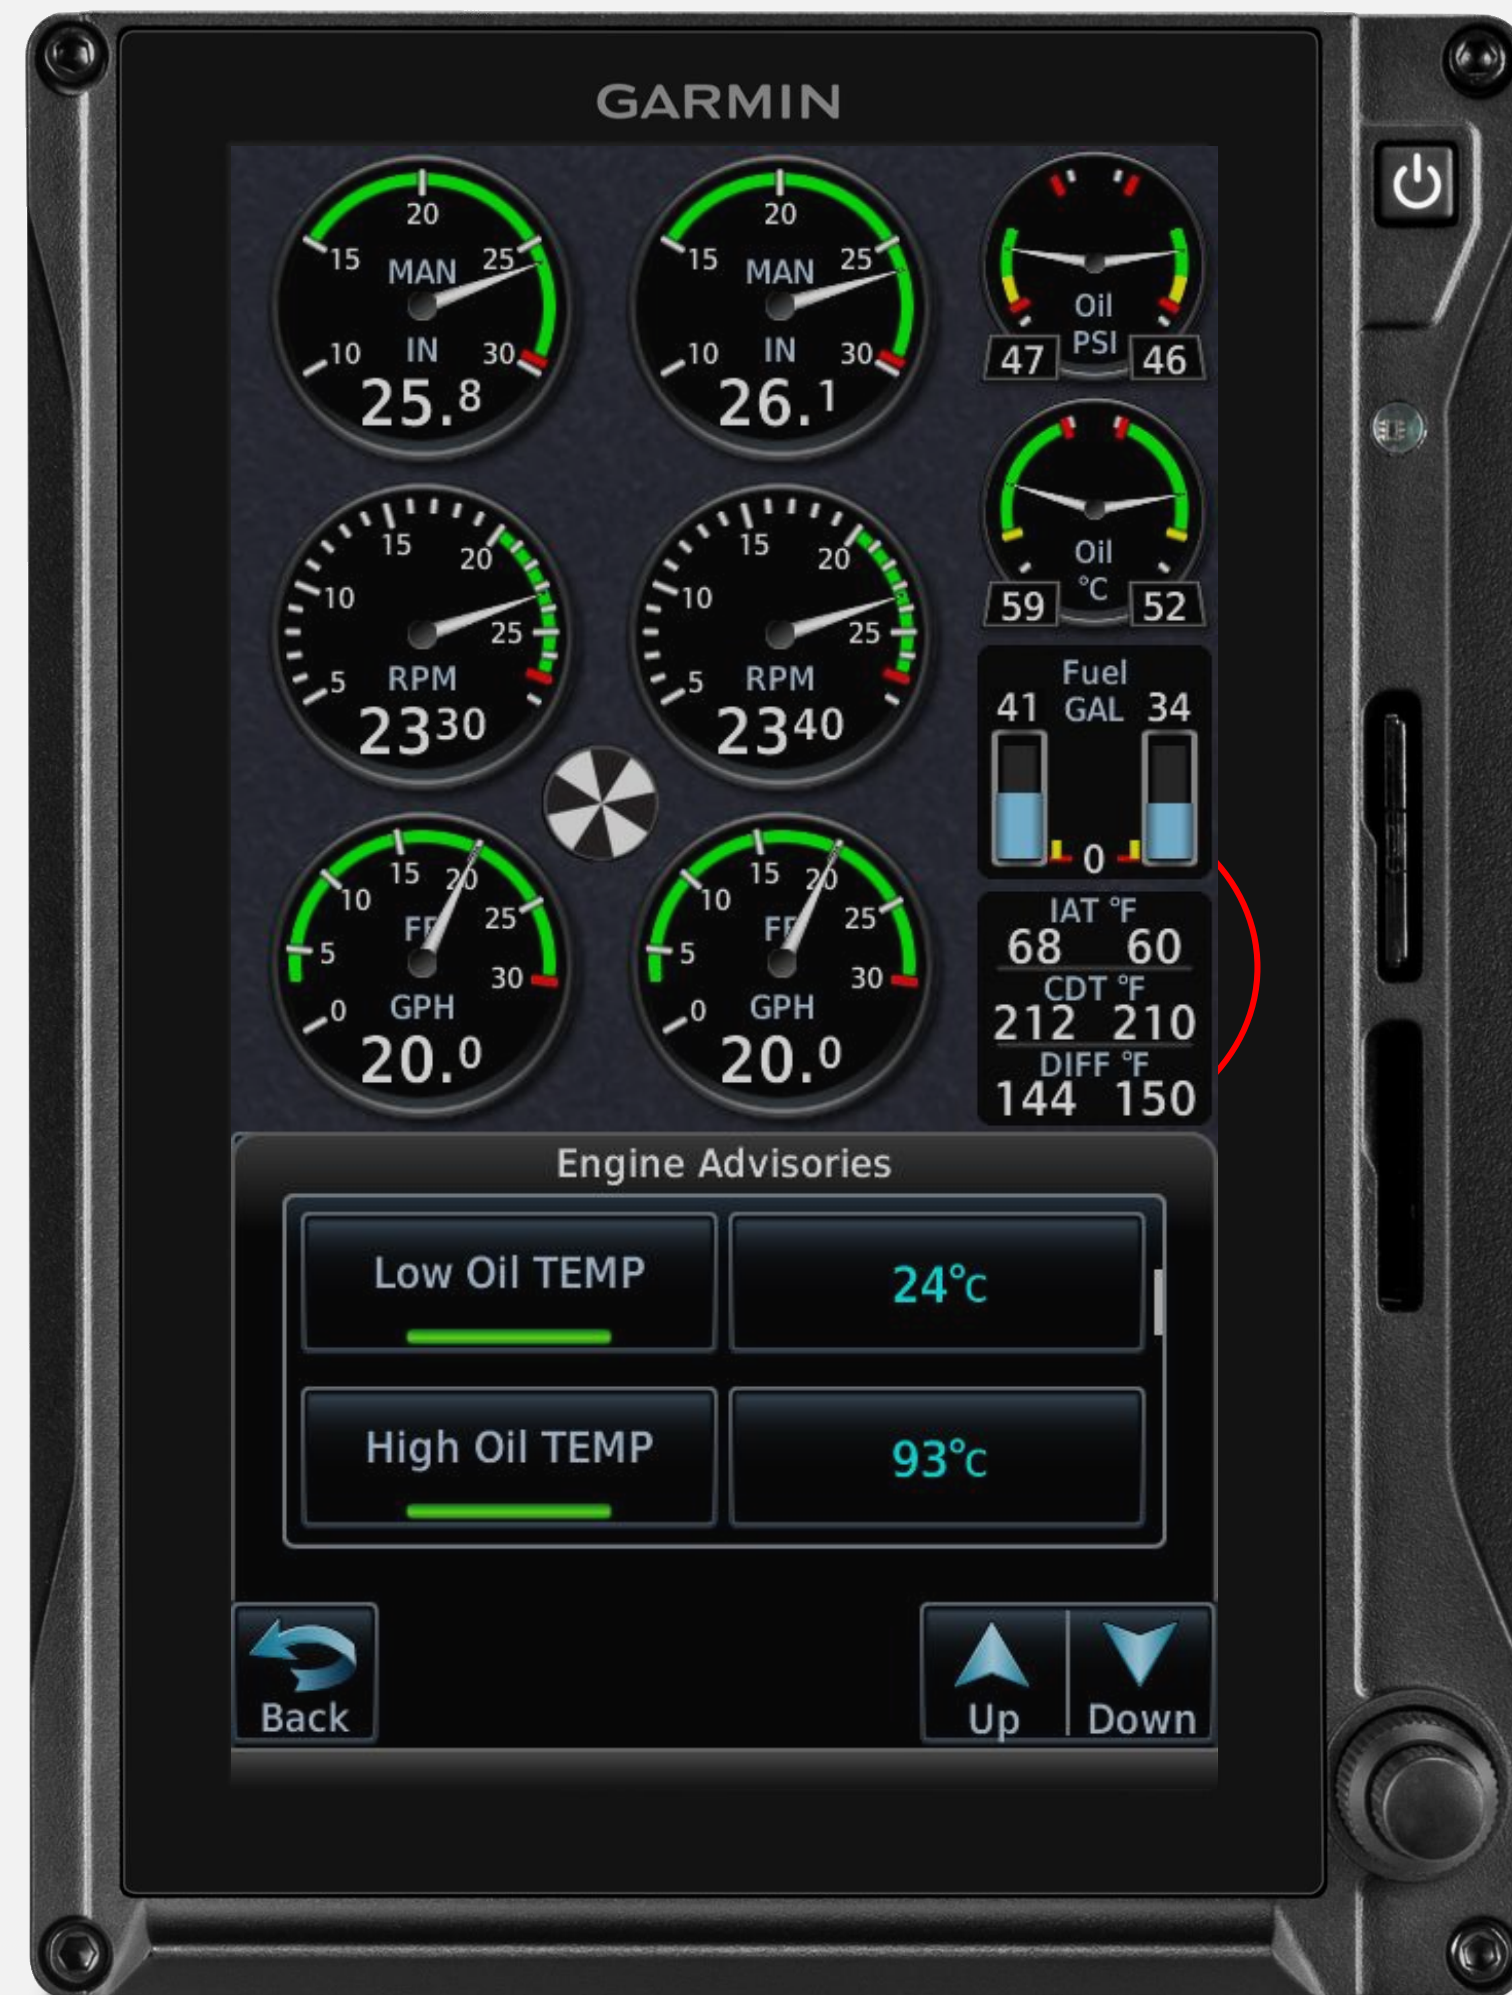 GARMIN
20
15
25
MAN
IN
10
30
25.8
20
15
25
MAN
IN
10
30
26.1
Oil
PSI
47
46
15
20
10
25
5
RPM
2330
15
20
10
25
5
RPM
2340
Oil
°C
59
52
Fuel
41 GAL 34
0
15
20
10
25
FF
5
30
0
GPH
20.0
15
20
10
25
FF
5
30
0
GPH
20.0
IAT °F
68 60
CDT °F
212 210
DIFF °F
144 150
Engine Advisories
Low Oil TEMP
24°C
High Oil TEMP
93°C
Back
Up
Down